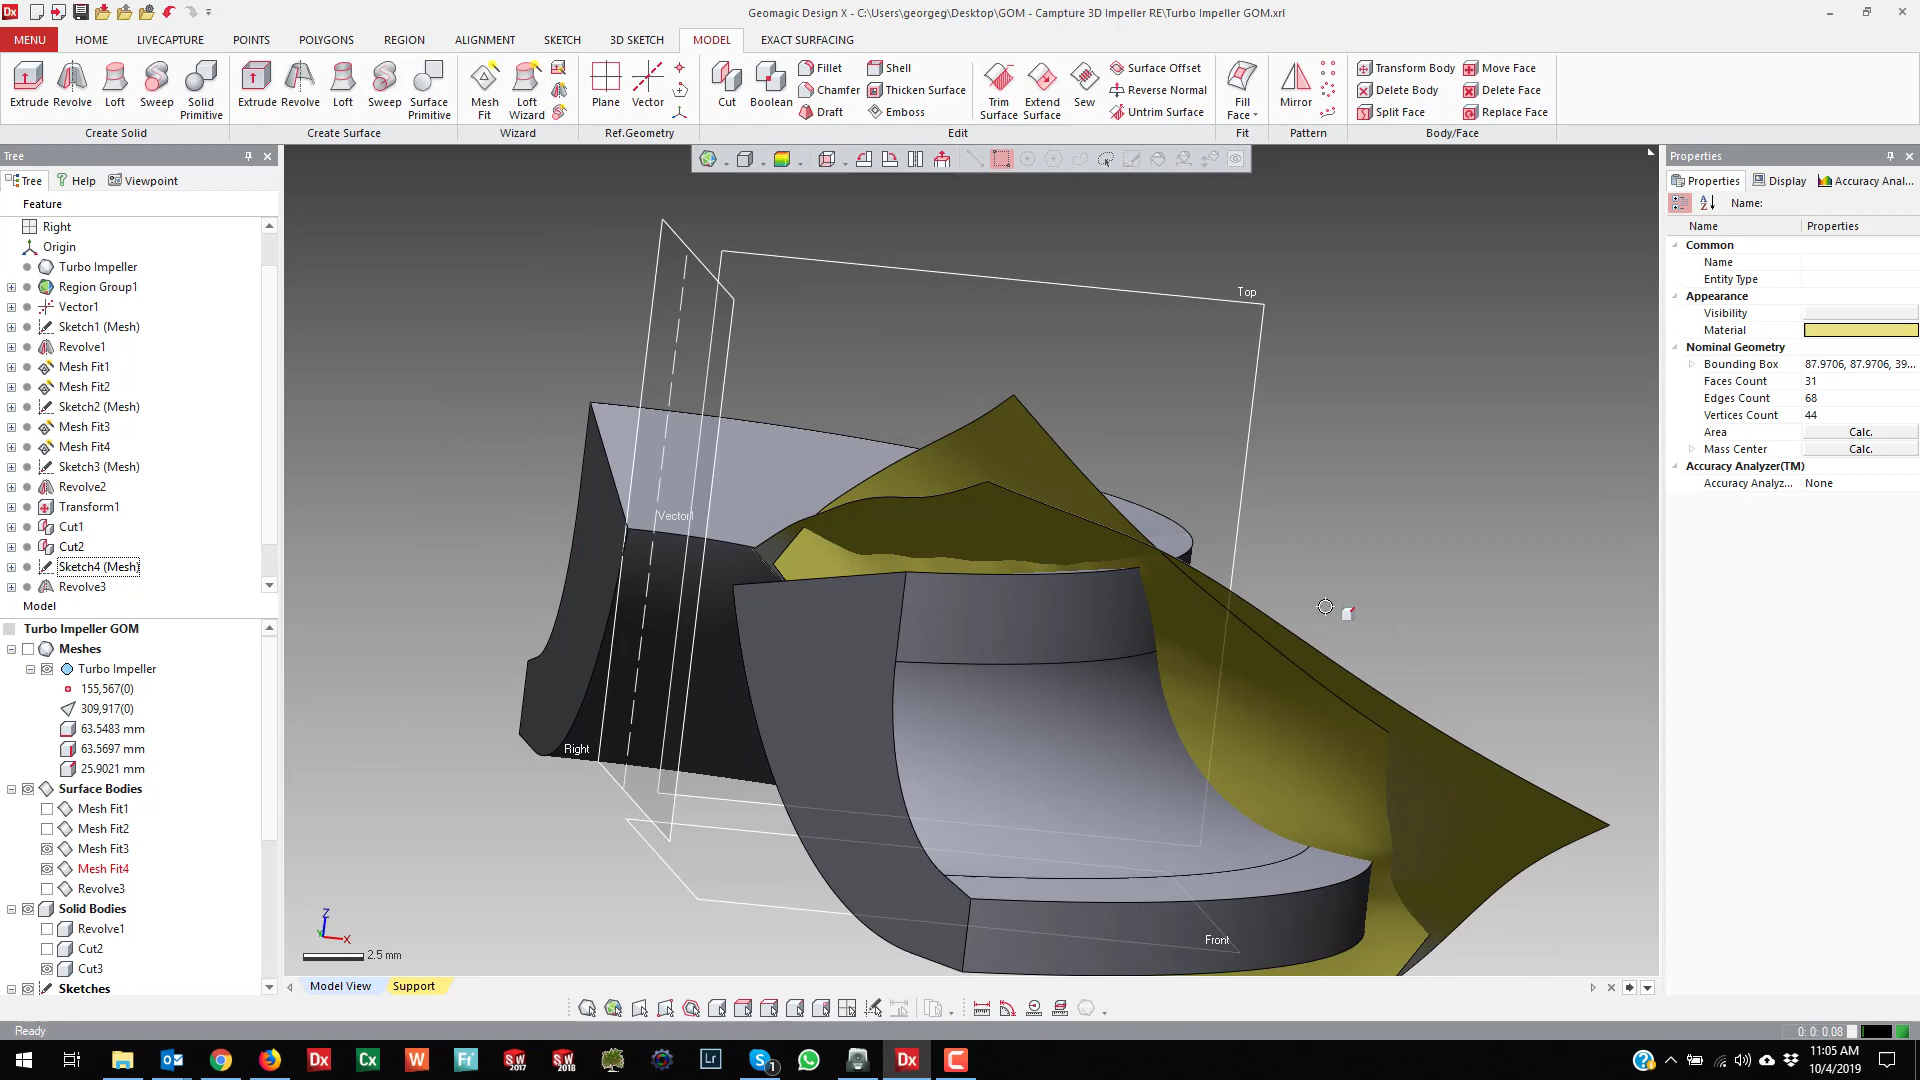 Geomagic Design X - C:\Users\georgeg\Desktop\GOM - Campture 3D Impeller RE\Turbo Impeller GOM.xrl
MENU HOME LIVECAPTURE POINTS POLYGONS REGION ALIGNMENT SKETCH 3D SKETCH MODEL EXACT SURFACING
Extrude Revolve Loft Sweep Solid Primitive
Create Solid
Extrude Revolve Loft Sweep Surface Primitive
Create Surface
Mesh Fit Loft Wizard
Wizard
Plane Vector
Ref.Geometry
Cut Boolean
Fillet Shell
Chamfer Thicken Surface
Draft Emboss
Trim Surface Extend Surface Sew
Surface Offset
Reverse Normal
Untrim Surface
Edit
Fill Face
Fit
Mirror
Pattern
Transform Body Move Face
Delete Body Delete Face
Split Face Replace Face
Body/Face
Tree
Tree Help Viewpoint
Feature
Right
Origin
Turbo Impeller
Region Group1
Vector1
Sketch1 (Mesh)
Revolve1
Mesh Fit1
Mesh Fit2
Sketch2 (Mesh)
Mesh Fit3
Mesh Fit4
Sketch3 (Mesh)
Revolve2
Transform1
Cut1
Cut2
Sketch4 (Mesh)
Revolve3
Model
Turbo Impeller GOM
Meshes
Turbo Impeller
155,567(0)
309,917(0)
63.5483 mm
63.5697 mm
25.9021 mm
Surface Bodies
Mesh Fit1
Mesh Fit2
Mesh Fit3
Mesh Fit4
Revolve3
Solid Bodies
Revolve1
Cut2
Cut3
Sketches
Top
Vector1
Right
Front
Z
Y
X
2.5 mm
Model View Support
Properties
Properties Display Accuracy Anal...
Name:
Name Properties
Common
Name
Entity Type
Appearance
Visibility
Material
Nominal Geometry
Bounding Box 87.9706, 87.9706, 39...
Faces Count 31
Edges Count 68
Vertices Count 44
Area Calc.
Mass Center Calc.
Accuracy Analyzer(TM)
Accuracy Analyz... None
Ready
0: 0: 0.08
Dx Cx W Fr SW 2017 SW 2018 Lr S 1 Dx
11:05 AM
10/4/2019